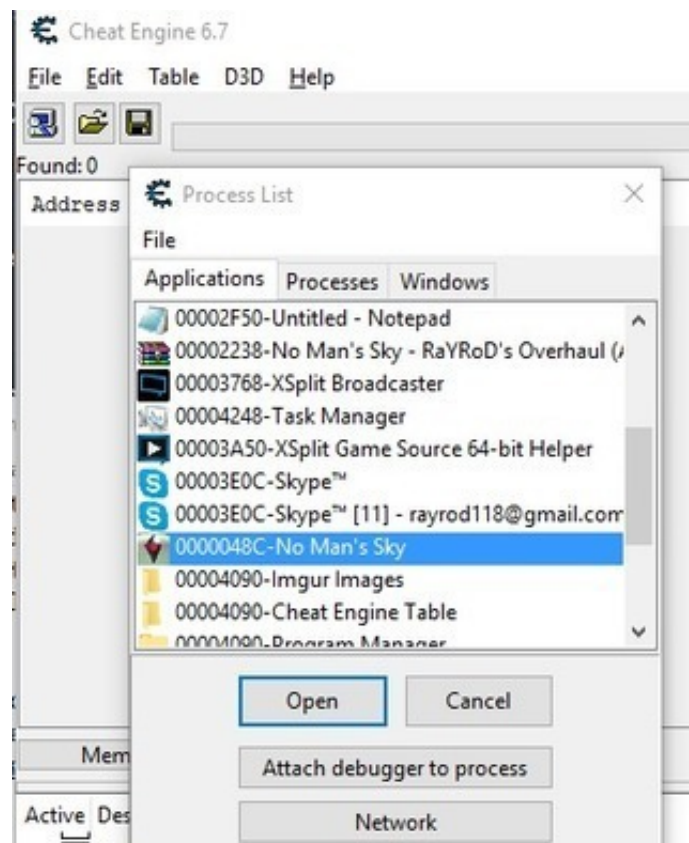 Cheat Engine 6.7
File Edit Table D3D Help
Found: 0
Address
Process List
File
Applications Processes Windows
00002F50-Untitled - Notepad
00002238-No Man's Sky - RaYRoD's Overhaul (
00003768-XSplit Broadcaster
00004248-Task Manager
00003A50-XSplit Game Source 64-bit Helper
00003E0C-Skype™
00003E0C-Skype™ [11] - rayrod118@gmail.com
0000048C-No Man's Sky
00004090-Imgur Images
00004090-Cheat Engine Table
00004090-Program Manager
Open Cancel
Mem
Attach debugger to process
Active Des
Network